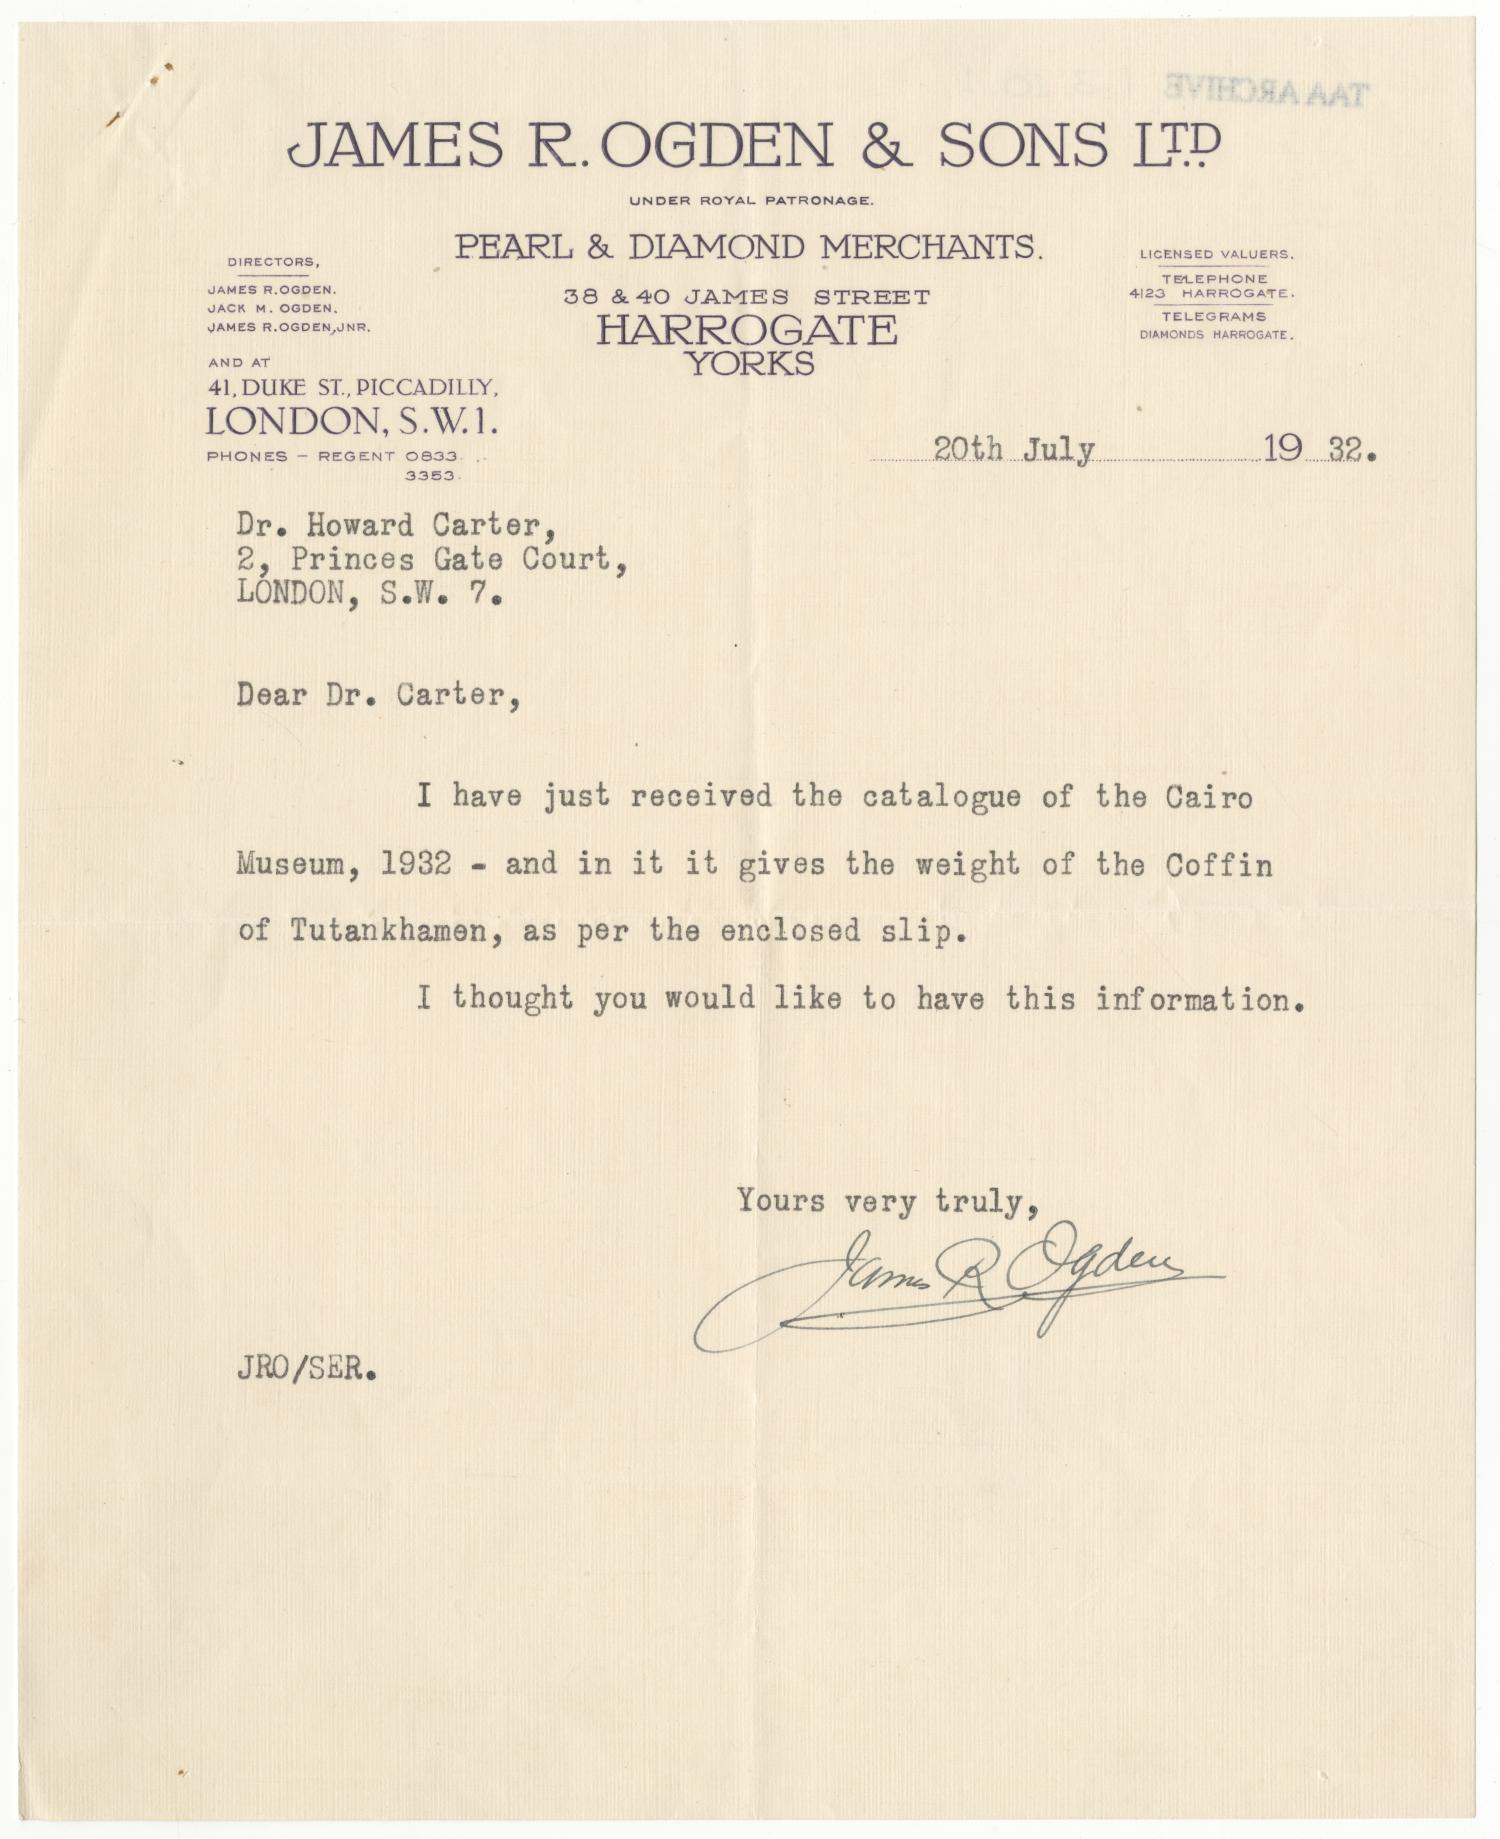 TAA ARCHIVE
JAMES R. OGDEN & SONS LTD.
UNDER ROYAL PATRONAGE.
PEARL & DIAMOND MERCHANTS.
38 & 40 JAMES STREET
HARROGATE
YORKS
DIRECTORS,
JAMES R. OGDEN.
JACK M. OGDEN.
JAMES R. OGDEN, JNR.
AND AT
41, DUKE ST., PICCADILLY,
LONDON, S.W.1.
PHONES – REGENT 0833.
3353.
LICENSED VALUERS.
TELEPHONE
4123 HARROGATE.
TELEGRAMS
DIAMONDS HARROGATE.
20th July 1932.
Dr. Howard Carter,
2, Princes Gate Court,
LONDON, S.W. 7.
Dear Dr. Carter,
I have just received the catalogue of the Cairo
Museum, 1932 - and in it it gives the weight of the Coffin
of Tutankhamen, as per the enclosed slip.
I thought you would like to have this information.
Yours very truly,
James R Ogden
JRO/SER.